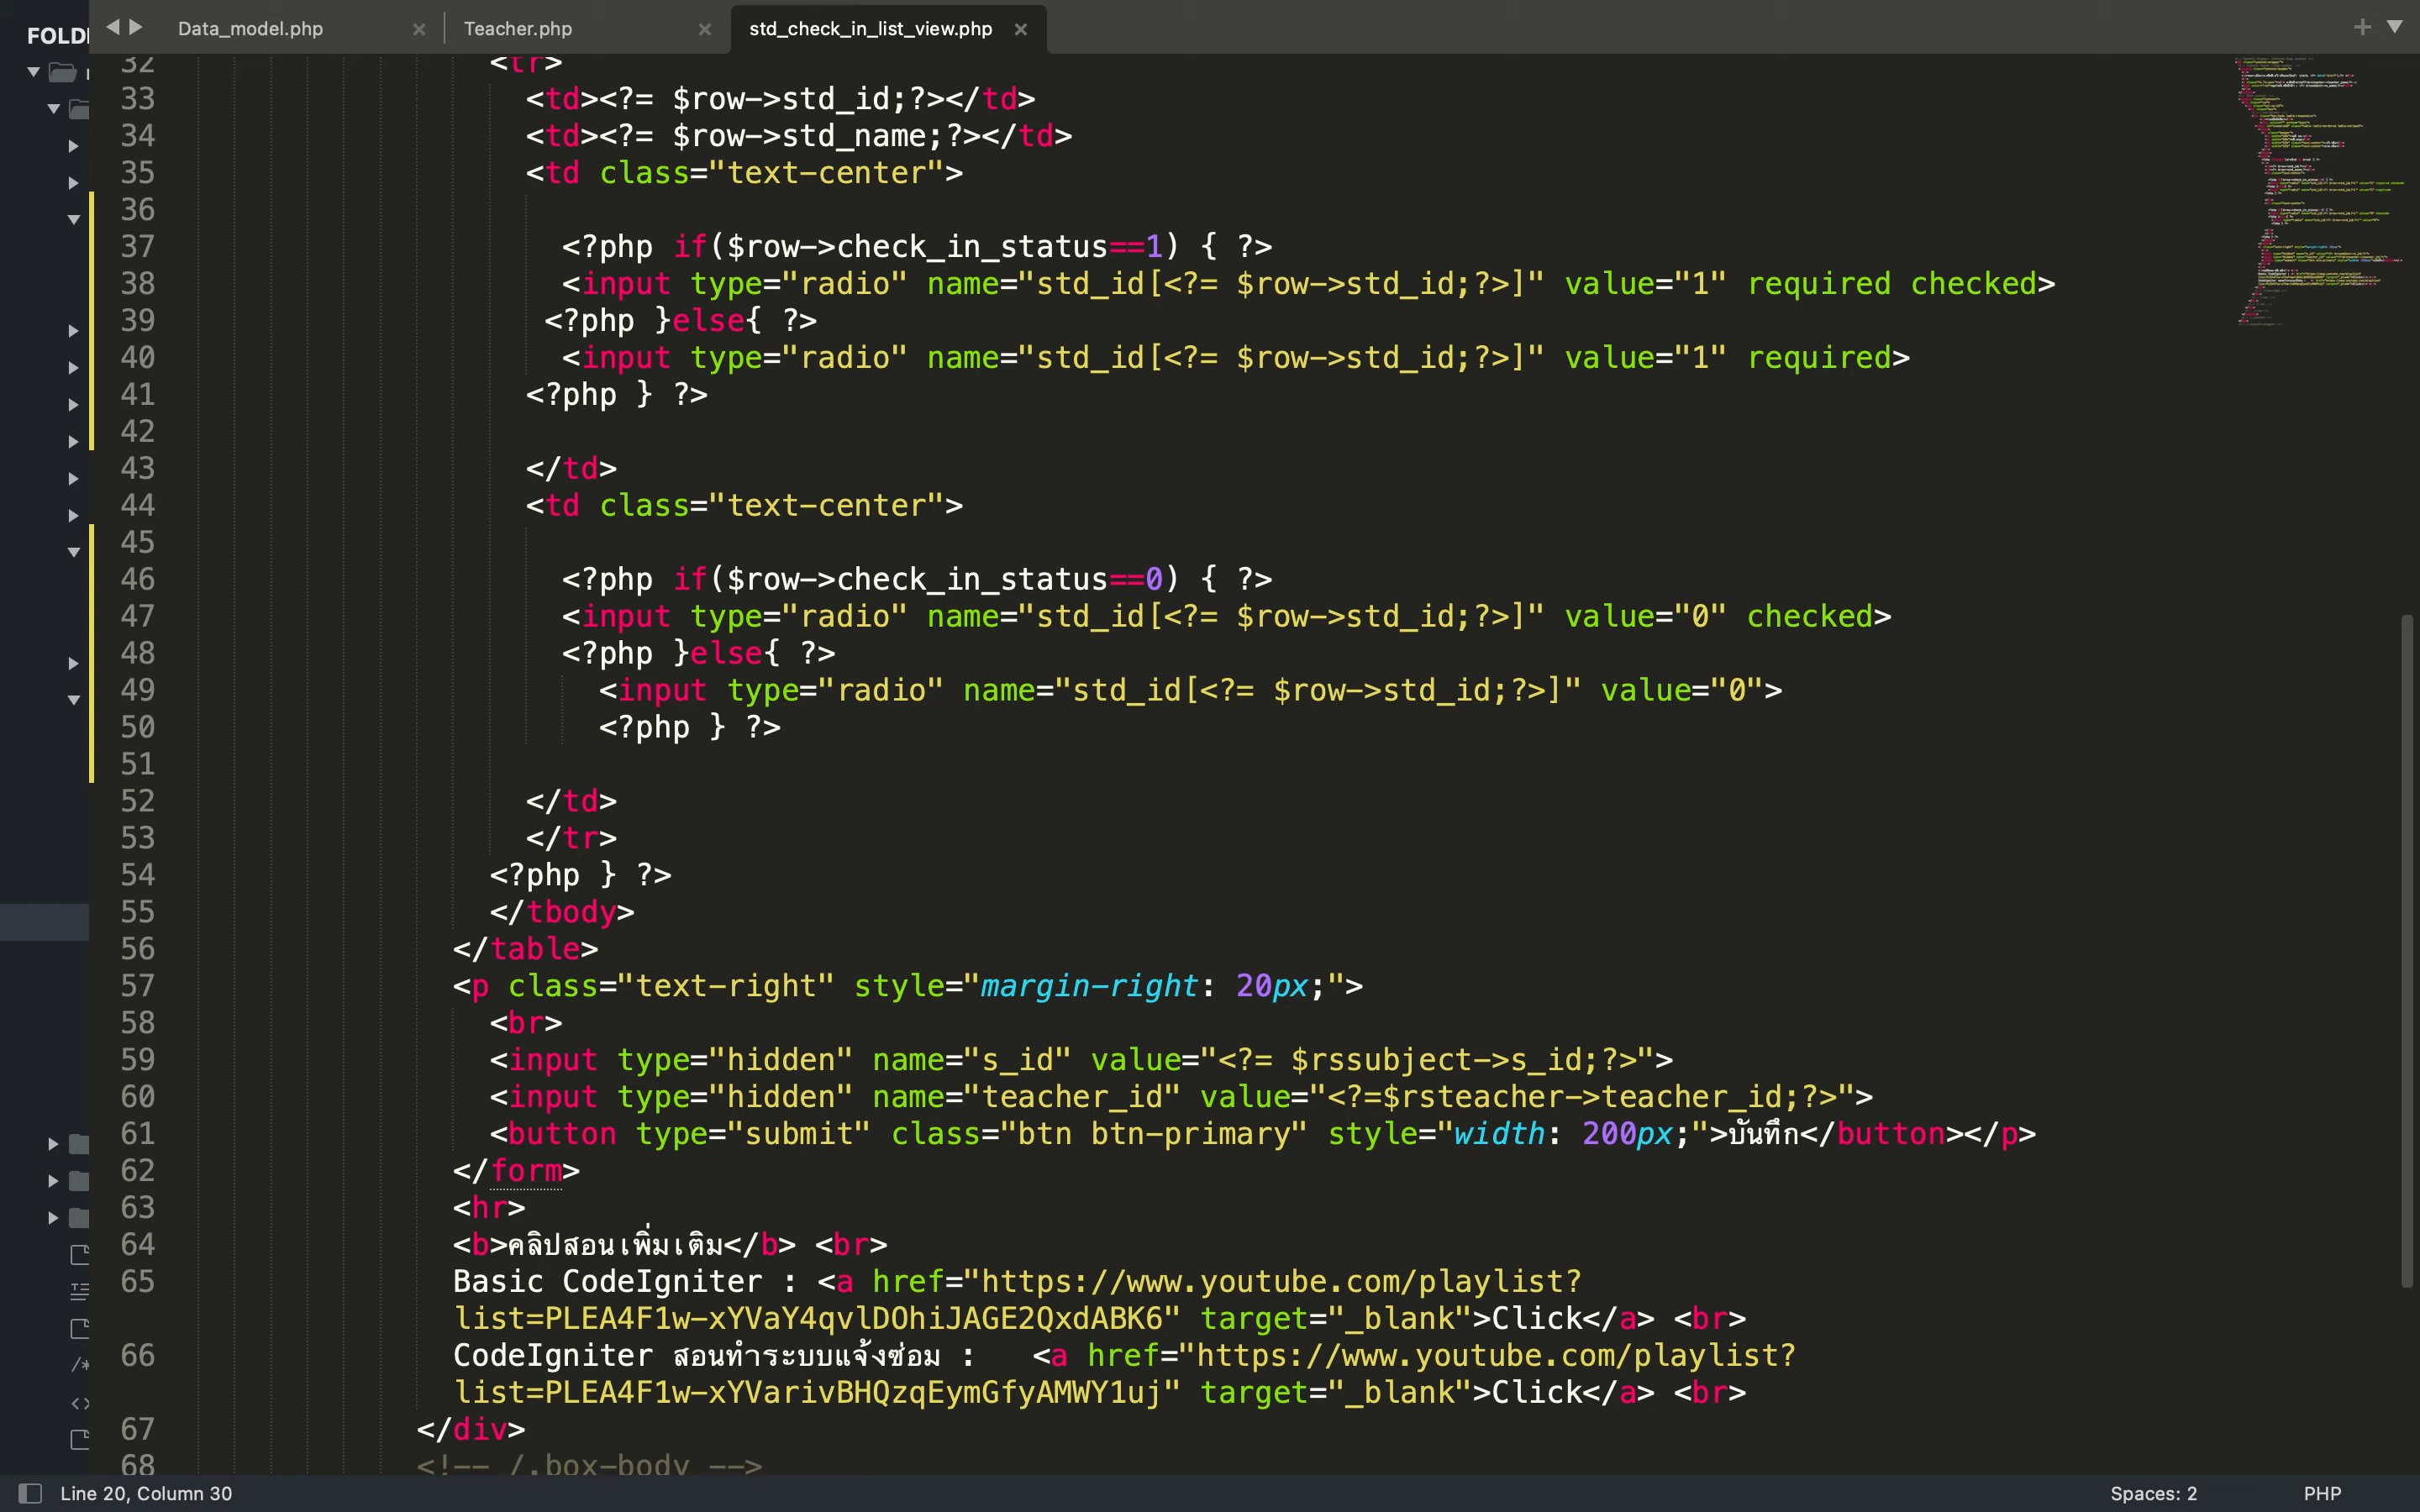 FOLD
Data_model.php
Teacher.php
std_check_in_list_view.php
32 <tr>
33 <td><?= $row->std_id;?></td>
34 <td><?= $row->std_name;?></td>
35 <td class="text-center">
36
37 <?php if($row->check_in_status==1) { ?>
38 <input type="radio" name="std_id[<?= $row->std_id;?>]" value="1" required checked>
39 <?php }else{ ?>
40 <input type="radio" name="std_id[<?= $row->std_id;?>]" value="1" required>
41 <?php } ?>
42
43 </td>
44 <td class="text-center">
45
46 <?php if($row->check_in_status==0) { ?>
47 <input type="radio" name="std_id[<?= $row->std_id;?>]" value="0" checked>
48 <?php }else{ ?>
49 <input type="radio" name="std_id[<?= $row->std_id;?>]" value="0">
50 <?php } ?>
51
52 </td>
53 </tr>
54 <?php } ?>
55 </tbody>
56 </table>
57 <p class="text-right" style="margin-right: 20px;">
58 <br>
59 <input type="hidden" name="s_id" value="<?= $rssubject->s_id;?>">
60 <input type="hidden" name="teacher_id" value="<?=$rsteacher->teacher_id;?>">
61 <button type="submit" class="btn btn-primary" style="width: 200px;">บันทึก</button></p>
62 </form>
63 <hr>
64 <b>คลิปสอนเพิ่มเติม</b> <br>
65 Basic CodeIgniter : <a href="https://www.youtube.com/playlist?
list=PLEA4F1w-xYVaY4qvlDOhiJAGE2QxdABK6" target="_blank">Click</a> <br>
66 CodeIgniter สอนทำระบบแจ้งซ่อม : <a href="https://www.youtube.com/playlist?
list=PLEA4F1w-xYVarivBHQzqEymGfyAMWY1uj" target="_blank">Click</a> <br>
67 </div>
68 <!-- /.box-body -->
Line 20, Column 30
Spaces: 2
PHP